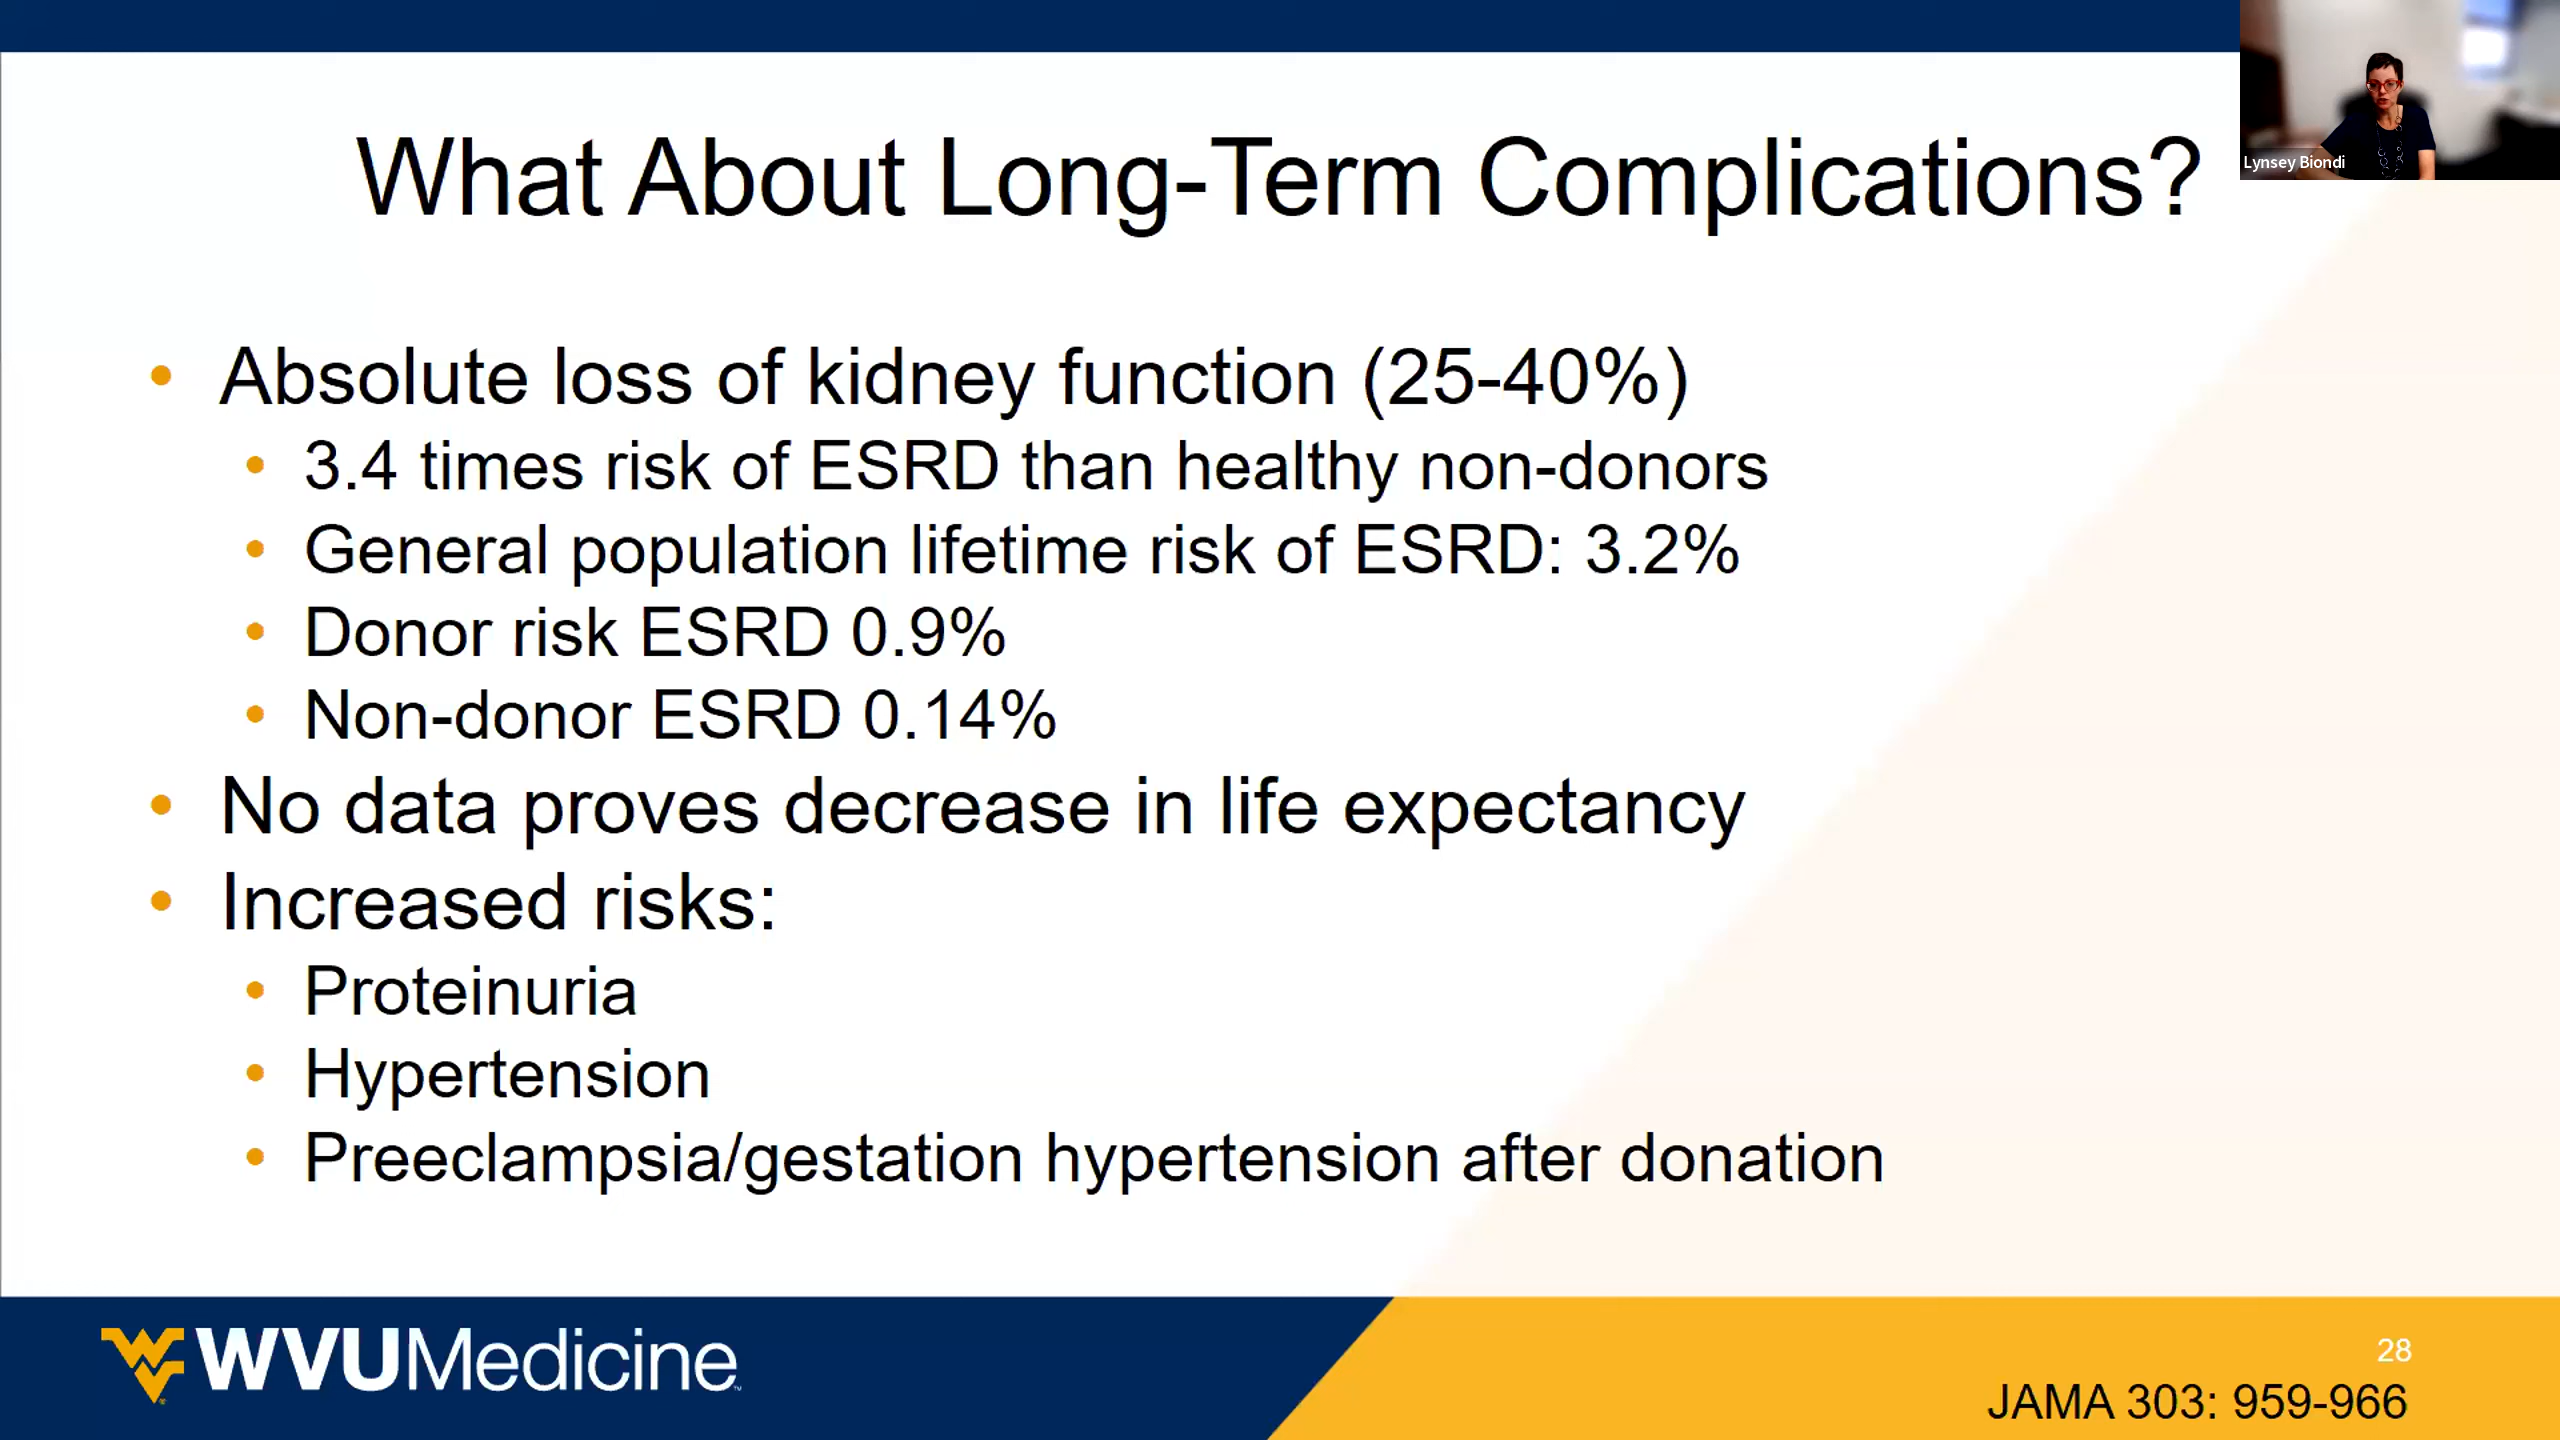 What About Long-Term Complications?
Lynsey Biondi
• Absolute loss of kidney function (25-40%)
• 3.4 times risk of ESRD than healthy non-donors
• General population lifetime risk of ESRD: 3.2%
• Donor risk ESRD 0.9%
• Non-donor ESRD 0.14%
• No data proves decrease in life expectancy
• Increased risks:
• Proteinuria
• Hypertension
• Preeclampsia/gestation hypertension after donation
WVUMedicine
28
JAMA 303: 959-966